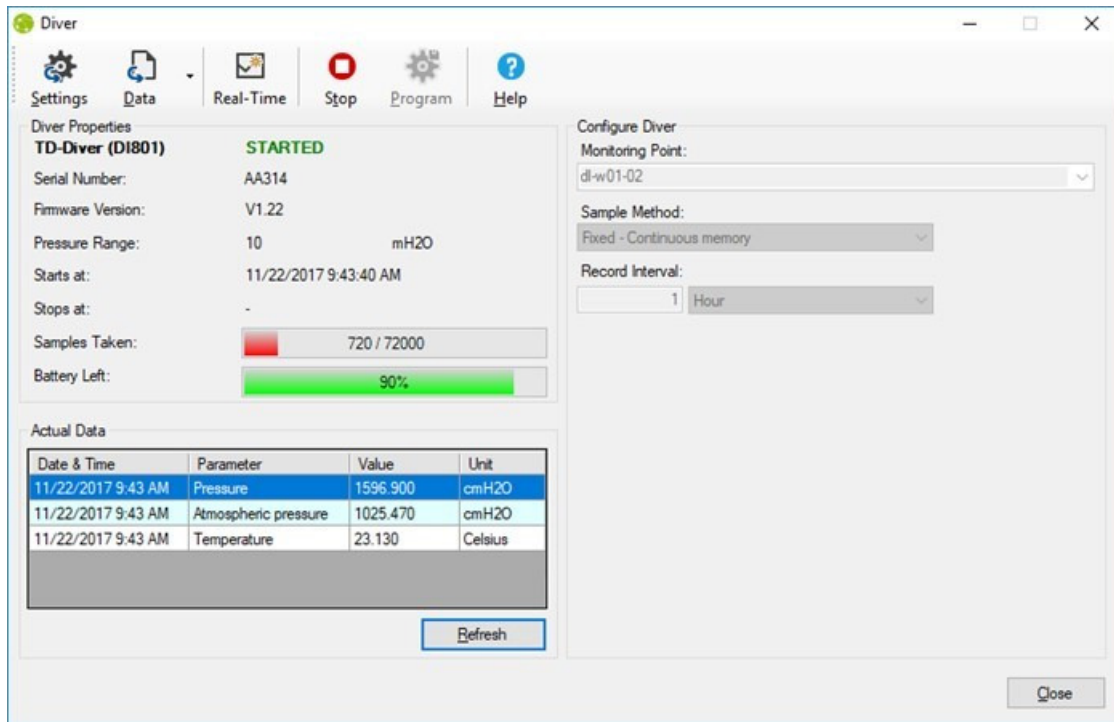 Diver
Settings Data Real-Time Stop Program Help
Diver Properties
TD-Diver (DI801) STARTED
Serial Number: AA314
Firmware Version: V1.22
Pressure Range: 10 mH2O
Starts at: 11/22/2017 9:43:40 AM
Stops at: -
Samples Taken: 720 / 72000
Battery Left: 90%
Actual Data
Date & Time Parameter Value Unit
11/22/2017 9:43 AM Pressure 1596.900 cmH2O
11/22/2017 9:43 AM Atmospheric pressure 1025.470 cmH2O
11/22/2017 9:43 AM Temperature 23.130 Celsius
Refresh
Configure Diver
Monitoring Point:
dl-w01-02
Sample Method:
Fixed - Continuous memory
Record Interval:
1 Hour
Close